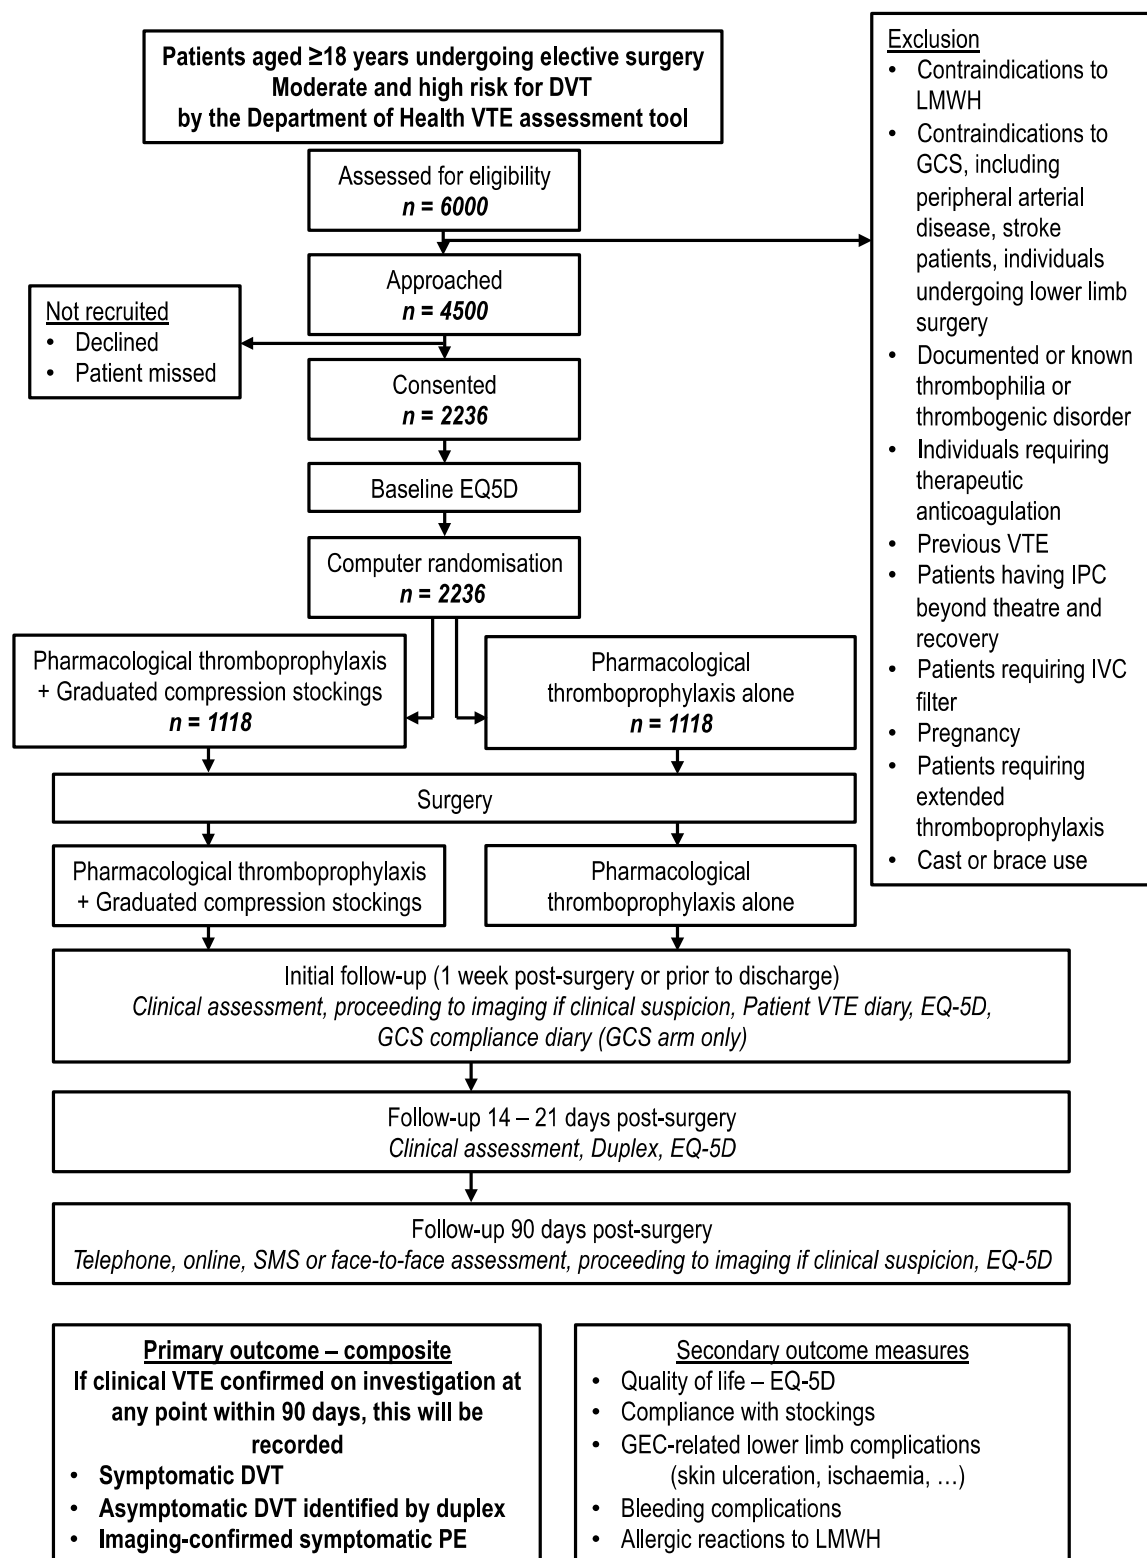 Patients aged ≥18 years undergoing elective surgery
Moderate and high risk for DVT
by the Department of Health VTE assessment tool
Assessed for eligibility
n = 6000
Approached
n = 4500
Not recruited
• Declined
• Patient missed
Consented
n = 2236
Baseline EQ5D
Computer randomisation
n = 2236
Pharmacological thromboprophylaxis
+ Graduated compression stockings
n = 1118
Pharmacological
thromboprophylaxis alone
n = 1118
Surgery
Pharmacological thromboprophylaxis
+ Graduated compression stockings
Pharmacological
thromboprophylaxis alone
Initial follow-up (1 week post-surgery or prior to discharge)
Clinical assessment, proceeding to imaging if clinical suspicion, Patient VTE diary, EQ-5D,
GCS compliance diary (GCS arm only)
Follow-up 14 – 21 days post-surgery
Clinical assessment, Duplex, EQ-5D
Follow-up 90 days post-surgery
Telephone, online, SMS or face-to-face assessment, proceeding to imaging if clinical suspicion, EQ-5D
Exclusion
• Contraindications to
LMWH
• Contraindications to
GCS, including
peripheral arterial
disease, stroke
patients, individuals
undergoing lower limb
surgery
• Documented or known
thrombophilia or
thrombogenic disorder
• Individuals requiring
therapeutic
anticoagulation
• Previous VTE
• Patients having IPC
beyond theatre and
recovery
• Patients requiring IVC
filter
• Pregnancy
• Patients requiring
extended
thromboprophylaxis
• Cast or brace use
Primary outcome – composite
If clinical VTE confirmed on investigation at
any point within 90 days, this will be
recorded
• Symptomatic DVT
• Asymptomatic DVT identified by duplex
• Imaging-confirmed symptomatic PE
Secondary outcome measures
• Quality of life – EQ-5D
• Compliance with stockings
• GEC-related lower limb complications
(skin ulceration, ischaemia, …)
• Bleeding complications
• Allergic reactions to LMWH